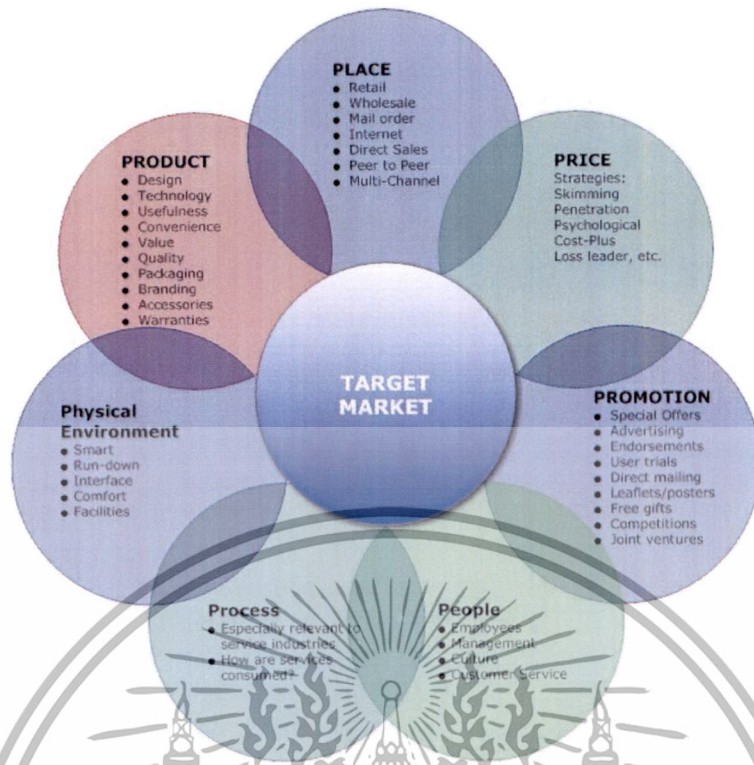 PLACE
● Retail
● Wholesale
● Mail order
● Internet
● Direct Sales
● Peer to Peer
● Multi-Channel
PRODUCT
● Design
● Technology
● Usefulness
● Convenience
● Value
● Quality
● Packaging
● Branding
● Accessories
● Warranties
PRICE
Strategies:
Skimming
Penetration
Psychological
Cost-Plus
Loss leader, etc.
TARGET
MARKET
Physical
Environment
● Smart
● Run-down
● Interface
● Comfort
● Facilities
PROMOTION
● Special Offers
● Advertising
● Endorsements
● User trials
● Direct mailing
● Leaflets/posters
● Free gifts
● Competitions
● Joint ventures
Process
● Especially relevant to
service industries
● How are services
consumed?
People
● Employees
● Management
● Culture
● Customer Service